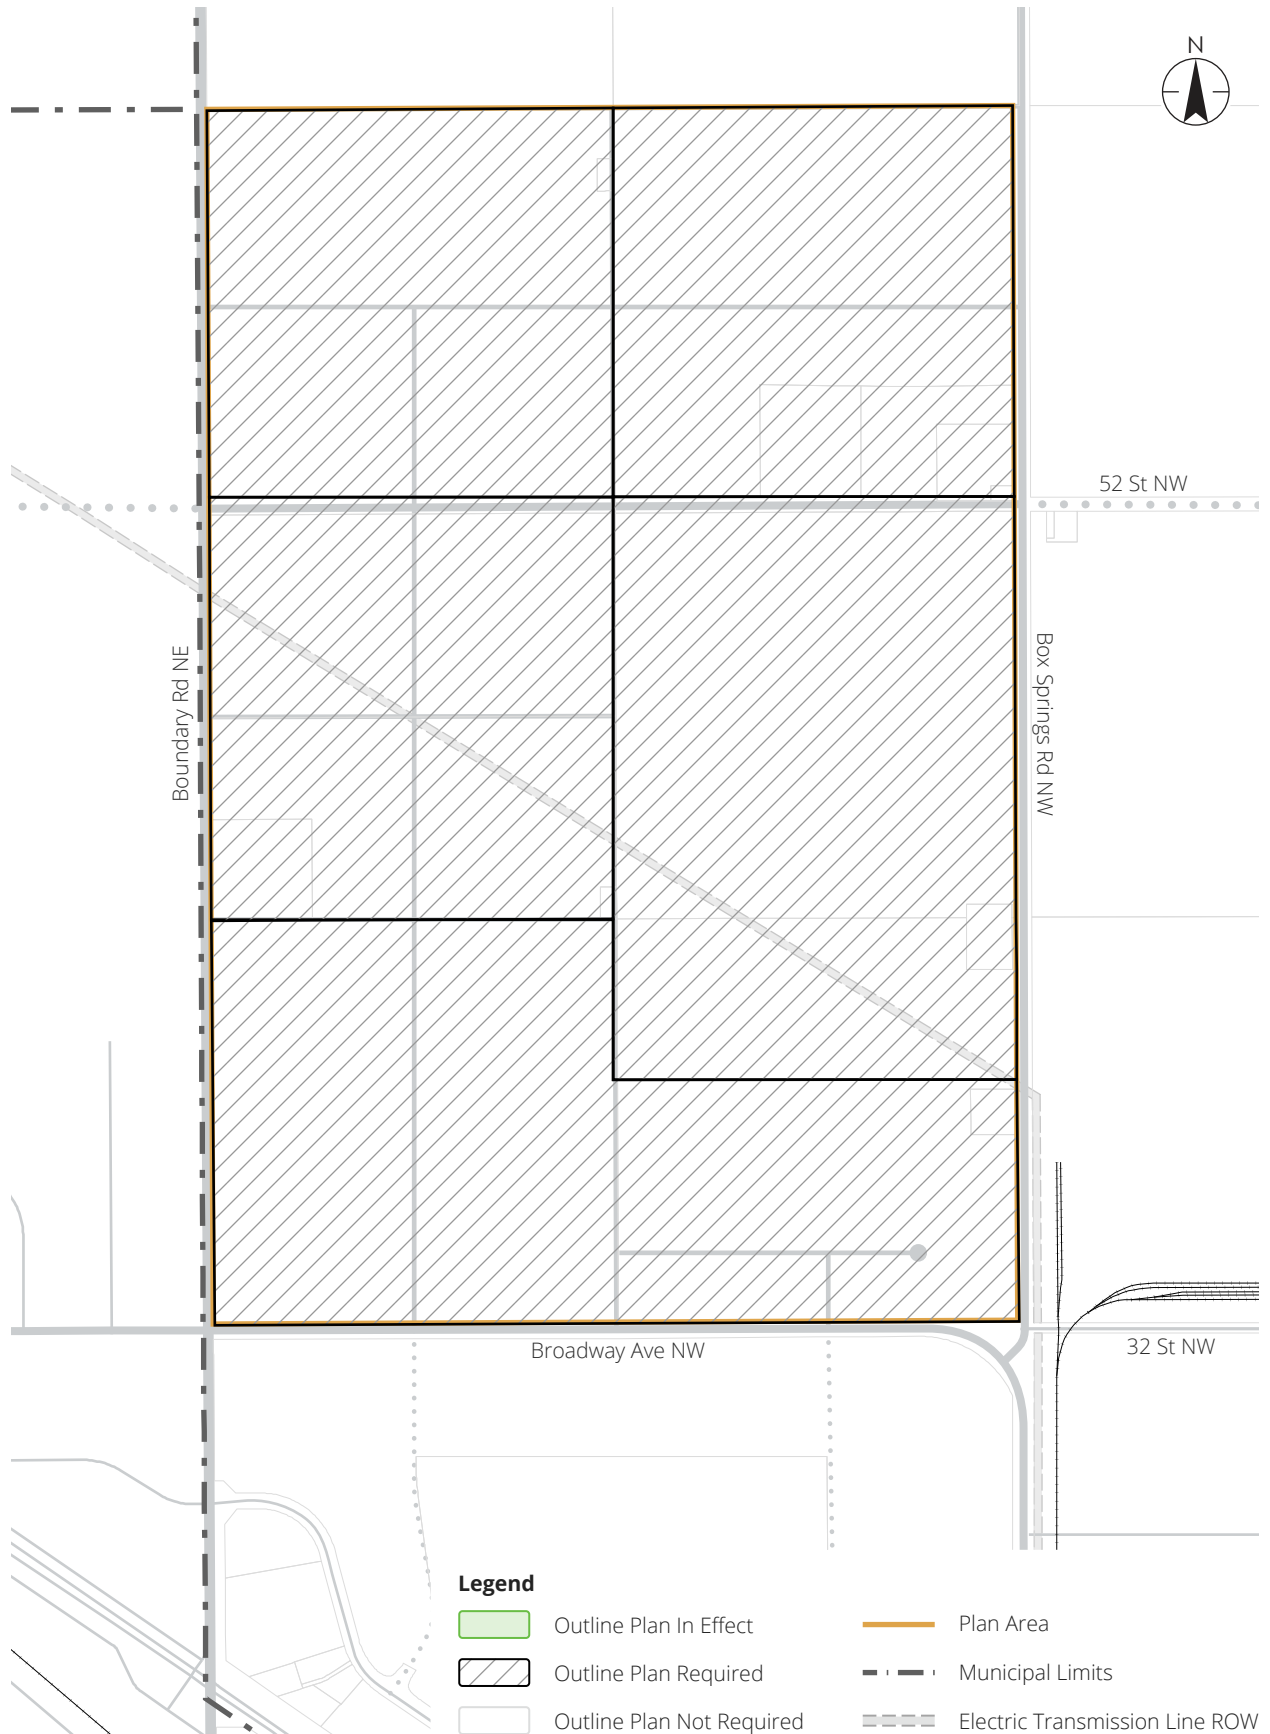 N
52 St NW
Boundary Rd NE
Box Springs Rd NW
Broadway Ave NW
32 St NW
Legend
Outline Plan In Effect
Outline Plan Required
Outline Plan Not Required
Plan Area
Municipal Limits
Electric Transmission Line ROW